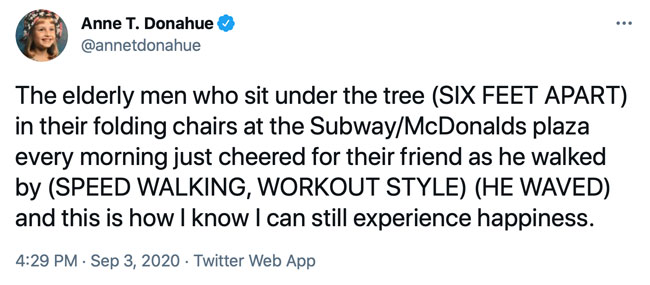 Anne T. Donahue
@annetdonahue
The elderly men who sit under the tree (SIX FEET APART)
in their folding chairs at the Subway/McDonalds plaza
every morning just cheered for their friend as he walked
by (SPEED WALKING, WORKOUT STYLE) (HE WAVED)
and this is how I know I can still experience happiness.
4:29 PM · Sep 3, 2020 · Twitter Web App